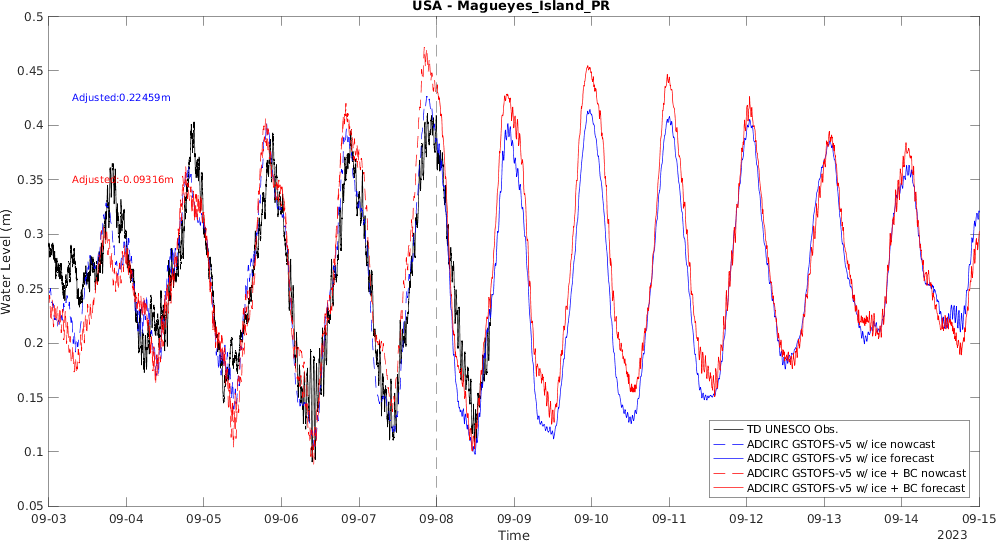 USA - Magueyes_Island_PR
0.5
0.45
0.4
0.35
0.3
0.25
0.2
0.15
0.1
0.05
Water Level (m)
Adjusted:0.22459m
Adjusted:-0.09316m
TD UNESCO Obs.
ADCIRC GSTOFS-v5 w/ ice nowcast
ADCIRC GSTOFS-v5 w/ ice forecast
ADCIRC GSTOFS-v5 w/ ice + BC nowcast
ADCIRC GSTOFS-v5 w/ ice + BC forecast
09-03 09-04 09-05 09-06 09-07 09-08 09-09 09-10 09-11 09-12 09-13 09-14 09-15
Time
2023